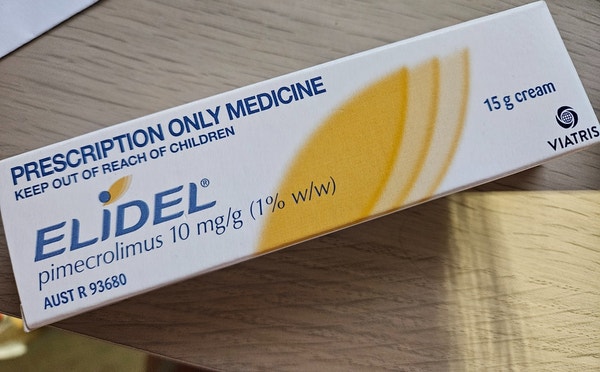 PRESCRIPTION ONLY MEDICINE
KEEP OUT OF REACH OF CHILDREN
ELIDEL®
pimecrolimus 10 mg/g (1% w/w)
AUST R 93680
15 g cream
VIATRIS